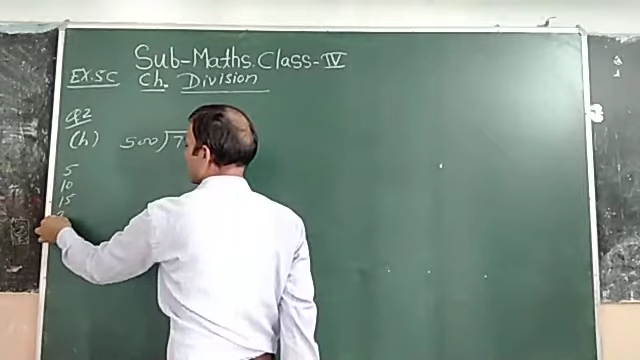 Sub-Maths. Class-IV
EX.5C Ch. Division
Q2
(h) 500)7
5
10
15